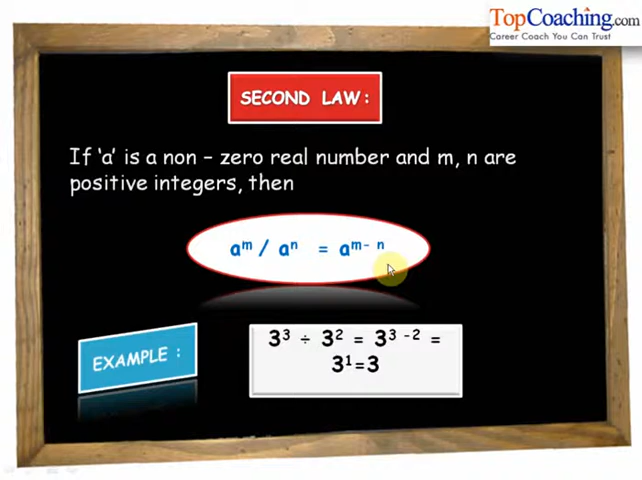 TopCoaching.com
Career Coach You Can Trust
SECOND LAW:
If ‘a’ is a non – zero real number and m, n are
positive integers, then
aᵐ / aⁿ = aᵐ⁻ ⁿ
EXAMPLE :
3³ ÷ 3² = 3³ ⁻² =
3¹=3